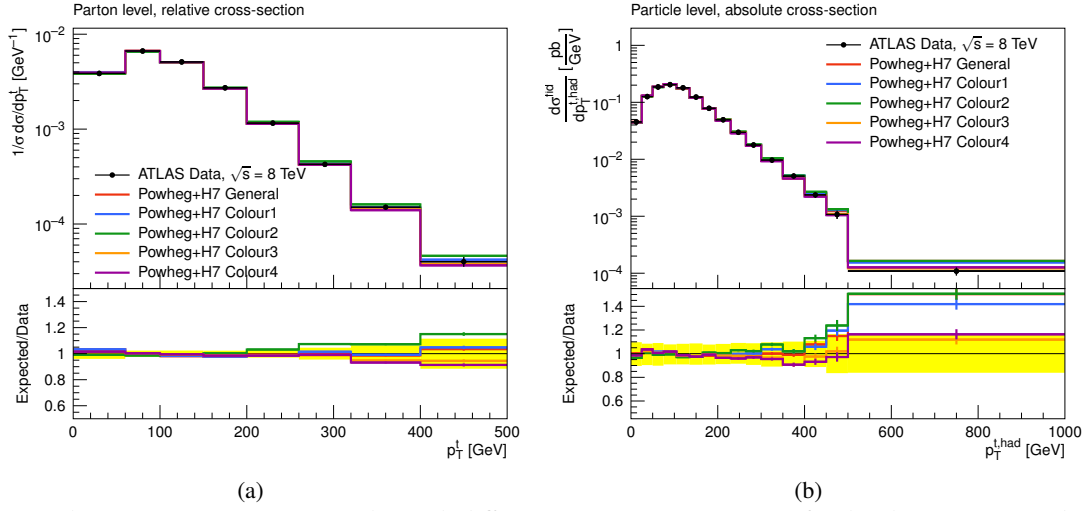 Parton level, relative cross-section
1/σ dσ/dp_T^t [GeV⁻¹]
10⁻²
10⁻³
10⁻⁴
ATLAS Data, √s = 8 TeV
Powheg+H7 General
Powheg+H7 Colour1
Powheg+H7 Colour2
Powheg+H7 Colour3
Powheg+H7 Colour4
Expected/Data
1.4
1.2
1
0.8
0.6
0 100 200 300 400 500
p_T^t [GeV]
(a)
Particle level, absolute cross-section
dσ^fid/dp_T^t,had [pb/GeV]
1
10⁻¹
10⁻²
10⁻³
10⁻⁴
ATLAS Data, √s = 8 TeV
Powheg+H7 General
Powheg+H7 Colour1
Powheg+H7 Colour2
Powheg+H7 Colour3
Powheg+H7 Colour4
Expected/Data
1.4
1.2
1
0.8
0.6
0 200 400 600 800 1000
p_T^t,had [GeV]
(b)